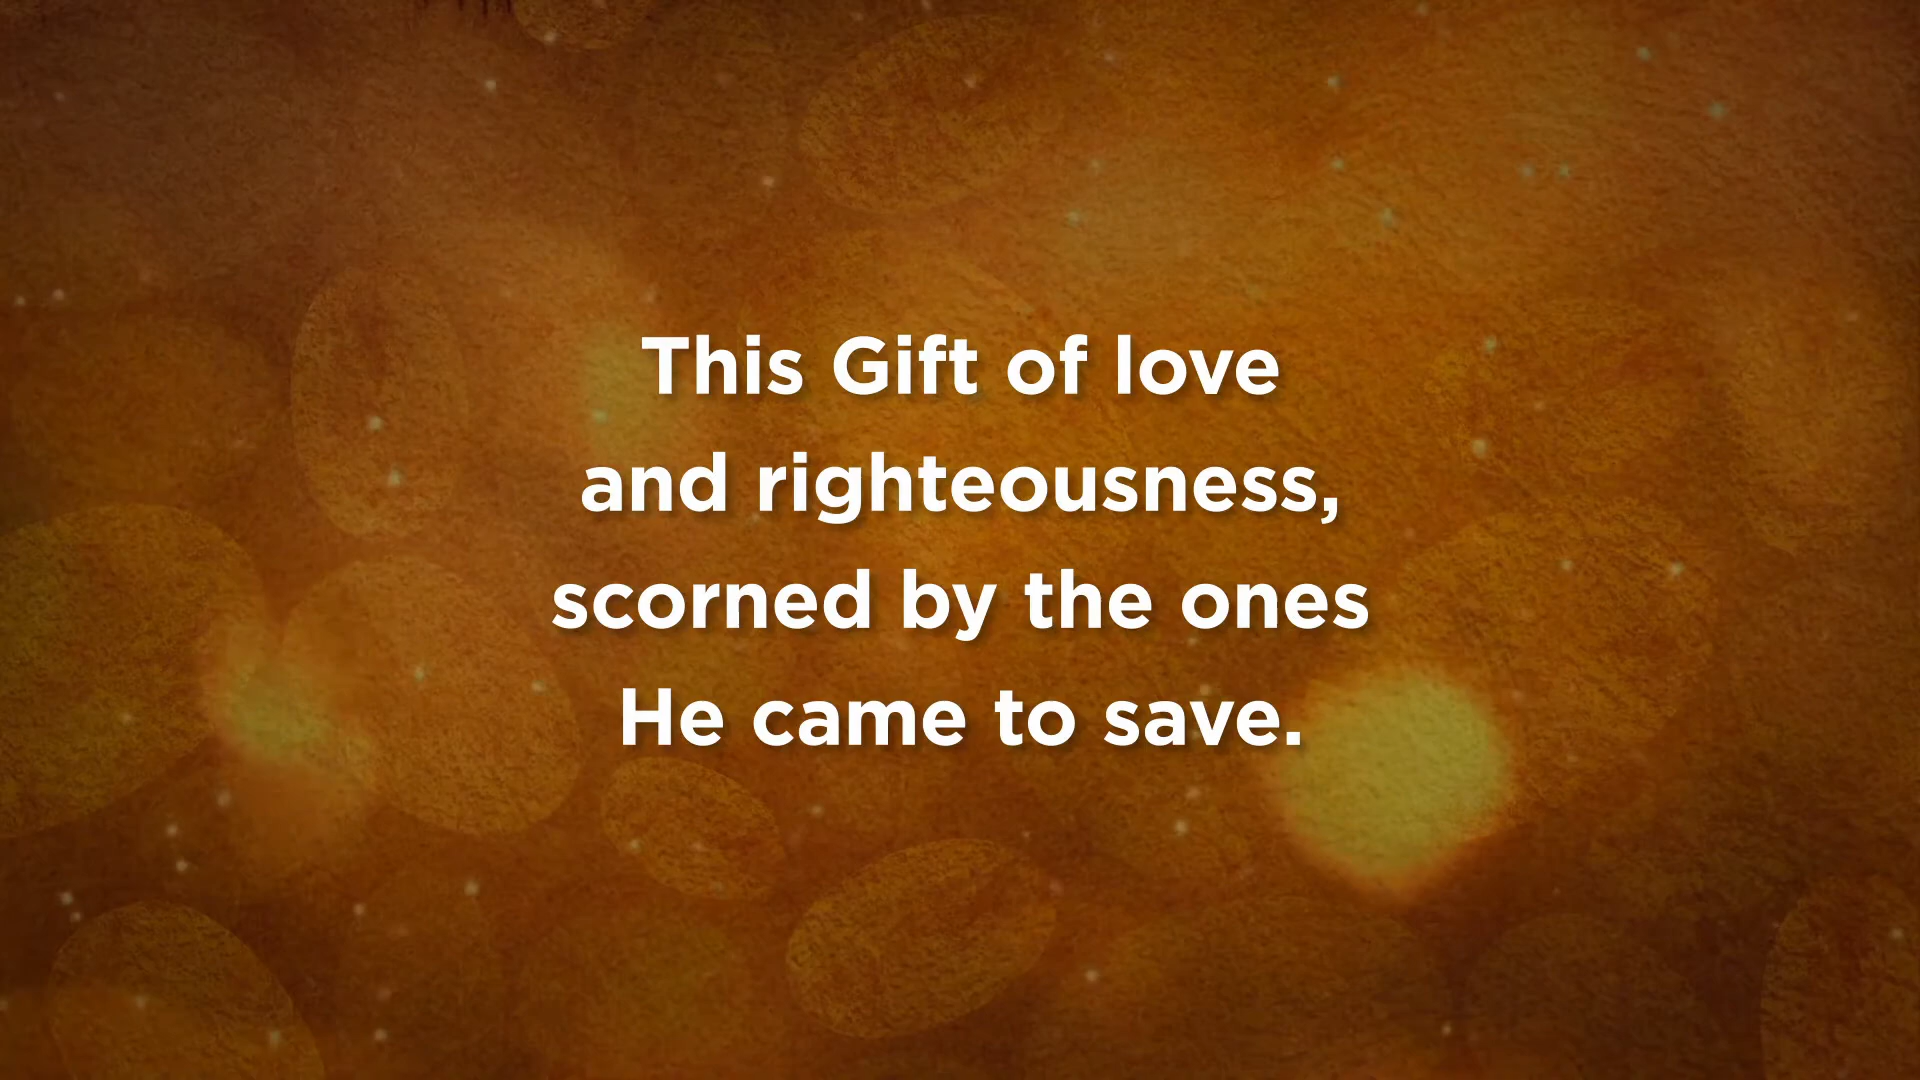 This Gift of love
and righteousness,
scorned by the ones
He came to save.